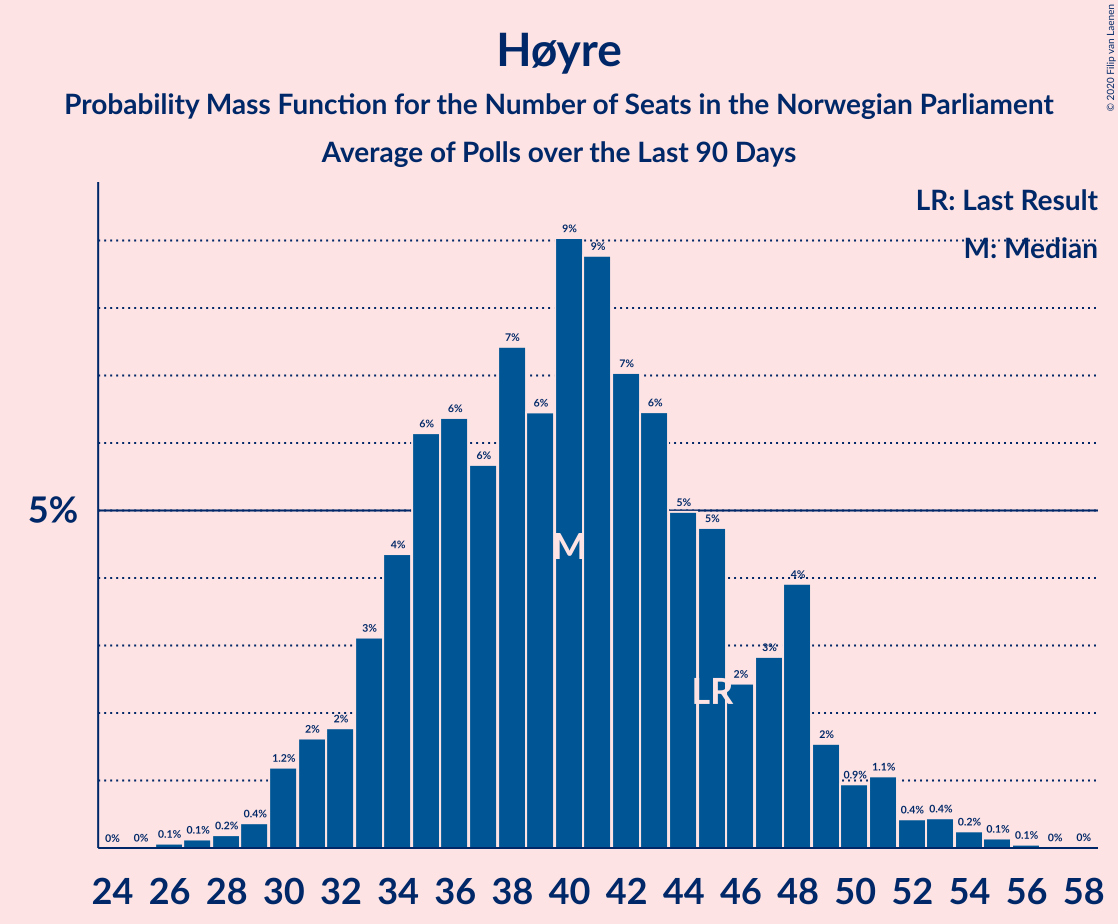 Høyre
Probability Mass Function for the Number of Seats in the Norwegian Parliament
Average of Polls over the Last 90 Days
© 2020 Filip van Laenen
LR: Last Result
M: Median
5%
0% 0% 0.1% 0.1% 0.2% 0.4% 1.2% 2% 2% 3% 4% 6% 6% 6% 7% 6% 9% 9% 7% 6% 5% 5% 2% 3% 4% 2% 0.9% 1.1% 0.4% 0.4% 0.2% 0.1% 0.1% 0% 0%
M
LR
24 26 28 30 32 34 36 38 40 42 44 46 48 50 52 54 56 58